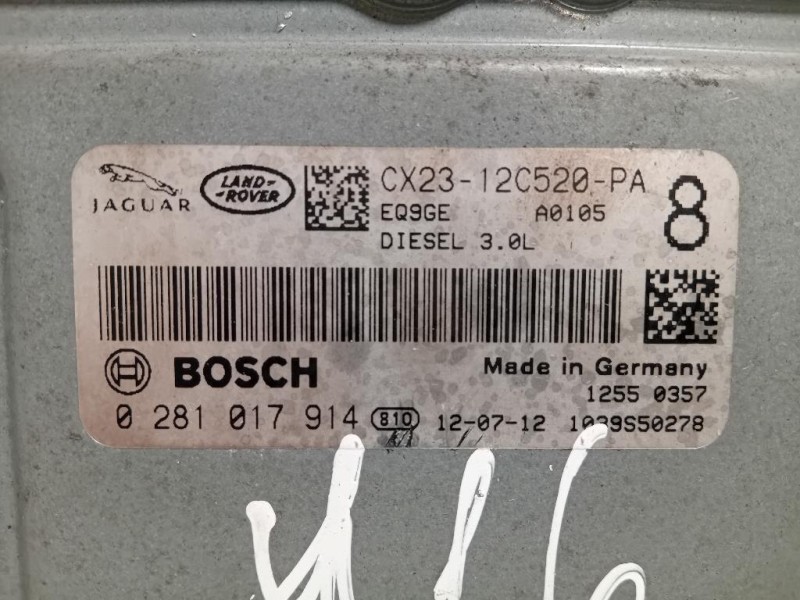 JAGUAR
LAND-
-ROVER
CX23-12C520-PA
EQ9GE A0105
8
DIESEL 3.0L
BOSCH
Made in Germany
1255 0357
0 281 017 914 810 12-07-12 1039S50278